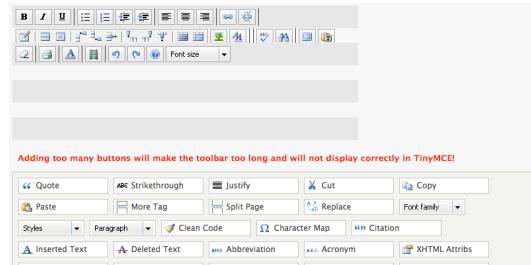 B I U
ABC
Font size
Adding too many buttons will make the toolbar too long and will not display correctly in TinyMCE!
Quote ABC Strikethrough Justify Cut Copy
Paste More Tag Split Page Replace Font family
Styles Paragraph Clean Code Ω Character Map Citation
A Inserted Text A Deleted Text Abbreviation A.B.C. Acronym XHTML Attribs